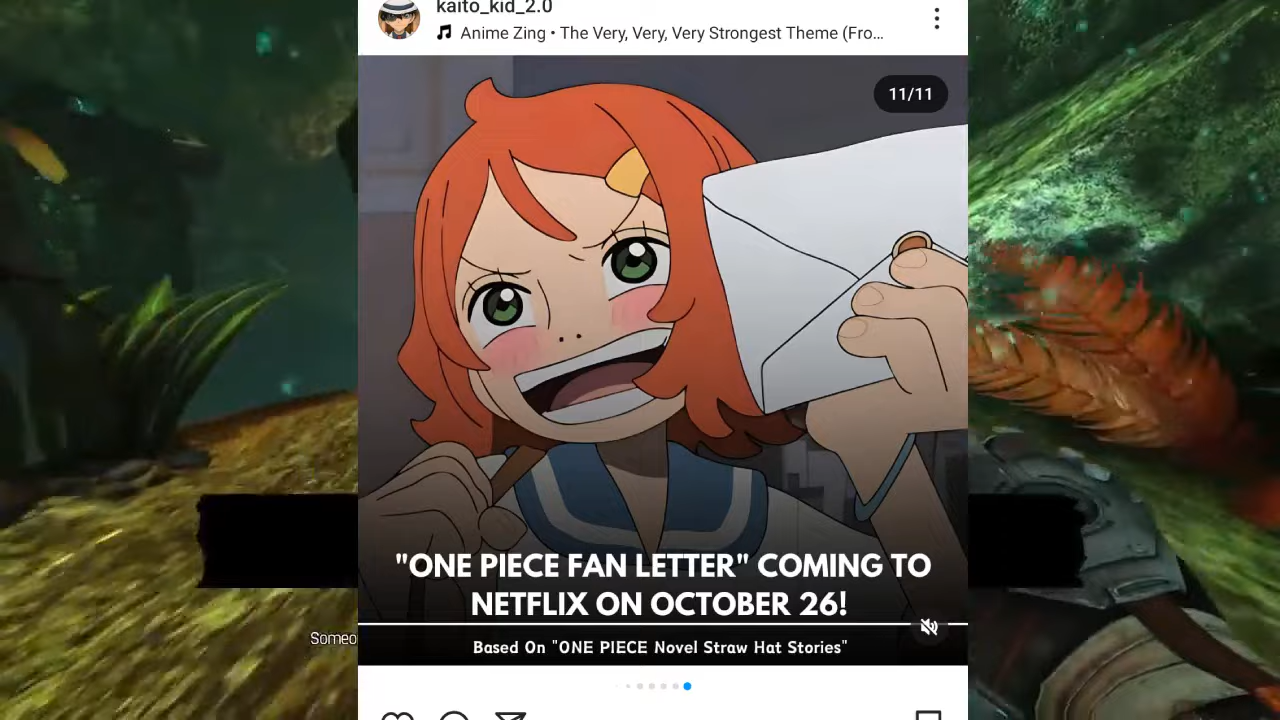 kaito_kid_2.0
Anime Zing • The Very, Very, Very Strongest Theme (Fro...
11/11
"ONE PIECE FAN LETTER" COMING TO
NETFLIX ON OCTOBER 26!
Someo
Based On "ONE PIECE Novel Straw Hat Stories"